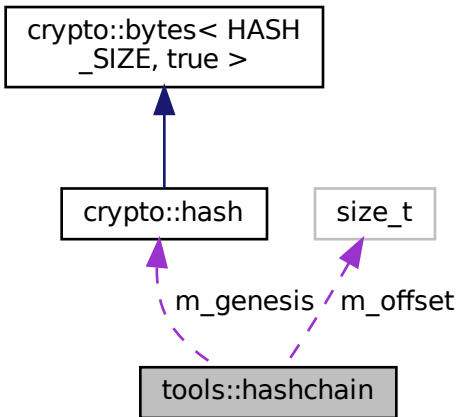 crypto::bytes< HASH
_SIZE, true >
crypto::hash
size_t
m_genesis
m_offset
tools::hashchain